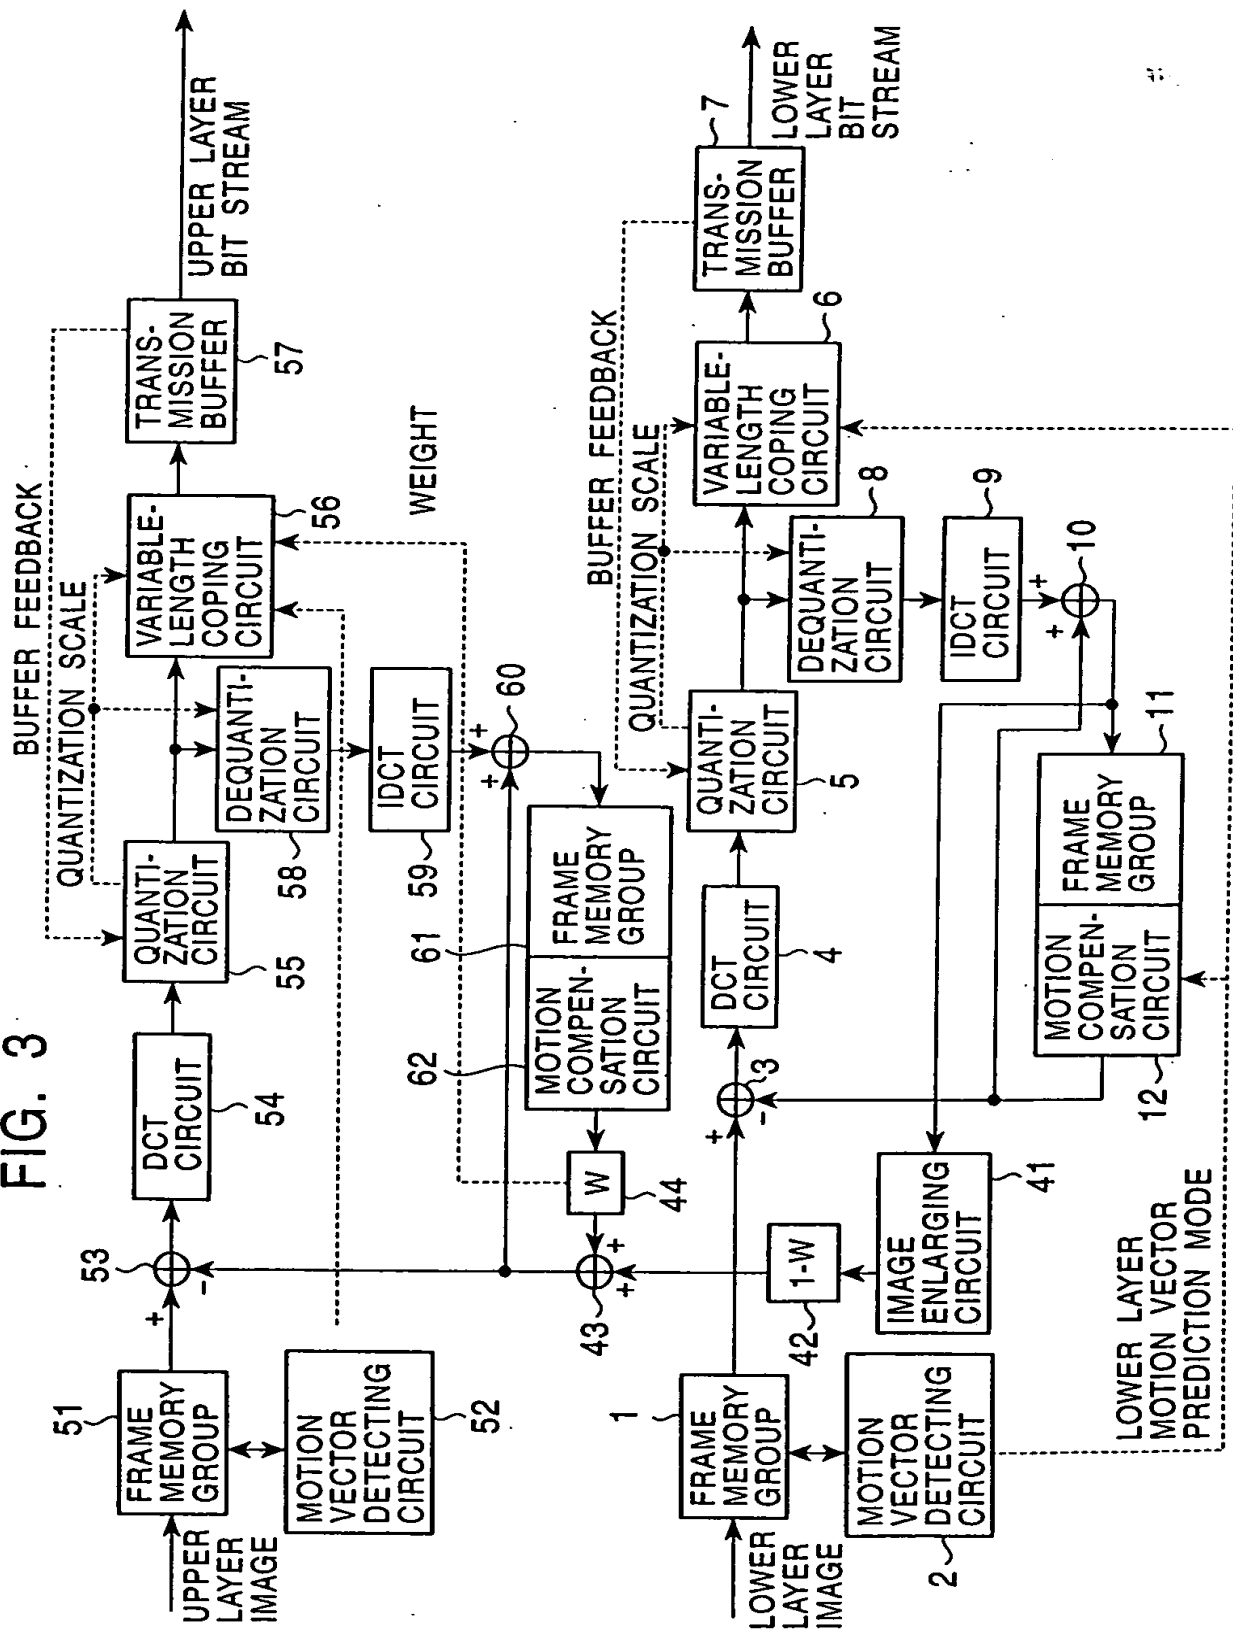 FIG. 3
BUFFER FEEDBACK
QUANTIZATION SCALE
UPPER LAYER
IMAGE
51
FRAME
MEMORY
GROUP
MOTION
VECTOR
DETECTING
CIRCUIT
52
53
+
-
DCT
CIRCUIT
54
QUANTI-
ZATION
CIRCUIT
55
VARIABLE-
LENGTH
COPING
CIRCUIT
56
TRANS-
MISSION
BUFFER
57
UPPER LAYER
BIT STREAM
DEQUANTI-
ZATION
CIRCUIT
58
IDCT
CIRCUIT
59
+
+
60
WEIGHT
61
FRAME
MEMORY
GROUP
62
MOTION
COMPEN-
SATION
CIRCUIT
W
44
+
+
43
1-W
42
IMAGE
ENLARGING
CIRCUIT
41
BUFFER FEEDBACK
QUANTIZATION SCALE
LOWER
LAYER
IMAGE
1
FRAME
MEMORY
GROUP
MOTION
VECTOR
DETECTING
CIRCUIT
2
+
-
3
DCT
CIRCUIT
4
QUANTI-
ZATION
CIRCUIT
5
VARIABLE-
LENGTH
COPING
CIRCUIT
6
TRANS-
MISSION
BUFFER
7
LOWER
LAYER
BIT
STREAM
DEQUANTI-
ZATION
CIRCUIT
8
IDCT
CIRCUIT
9
+
+
10
FRAME
MEMORY
GROUP
11
MOTION
COMPEN-
SATION
CIRCUIT
12
LOWER LAYER
MOTION VECTOR
PREDICTION MODE